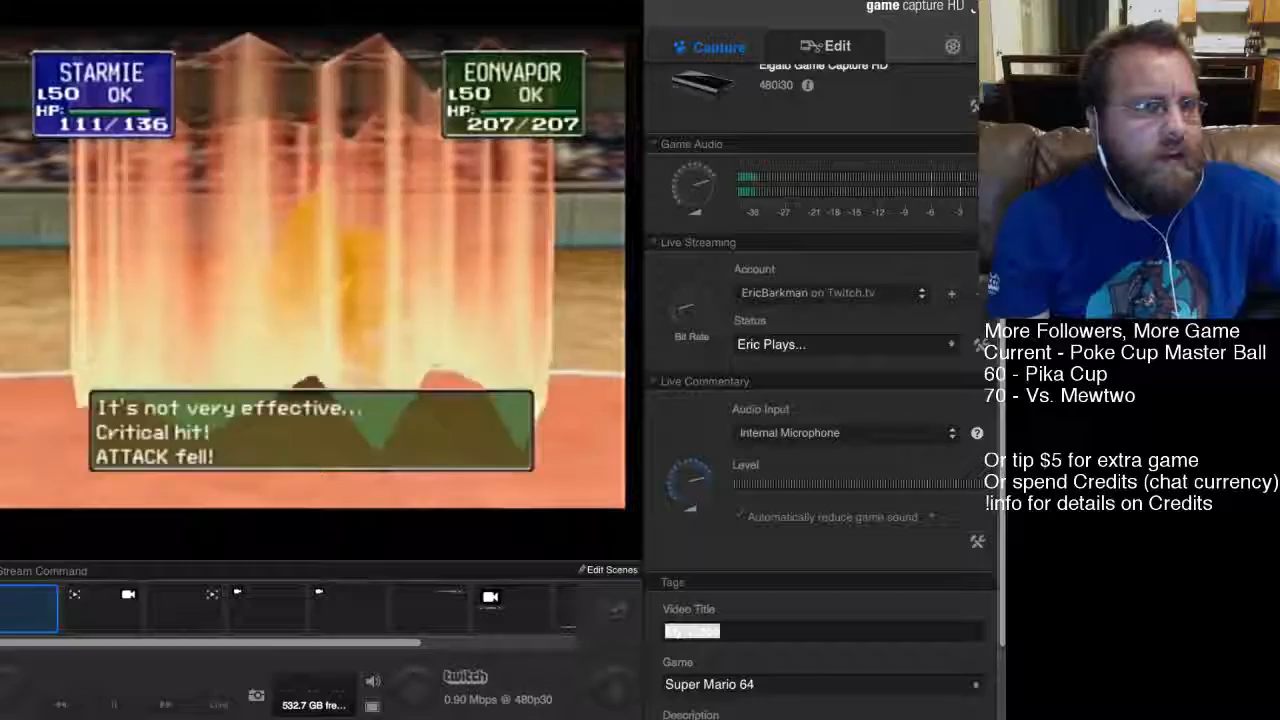 game capture HD
Capture
Edit
Elgato Game Capture HD
480i30
STARMIE
L50 OK
HP:
111/136
EONVAPOR
L50 OK
HP:
207/207
It's not very effective...
Critical hit!
ATTACK fell!
Game Audio
-36 -27 -21 -18 -15 -12 -9 -6 -3
Live Streaming
Account
EricBarkman on Twitch.tv
Bit Rate
Status
Eric Plays...
Live Commentary
Audio Input
Internal Microphone
Level
Automatically reduce game sound
Tags
Video Title
Game
Super Mario 64
Description
Stream Command
Edit Scenes
Live
532.7 GB fre...
twitch
0.90 Mbps @ 480p30
More Followers, More Game
Current - Poke Cup Master Ball
60 - Pika Cup
70 - Vs. Mewtwo
Or tip $5 for extra game
Or spend Credits (chat currency)
!info for details on Credits